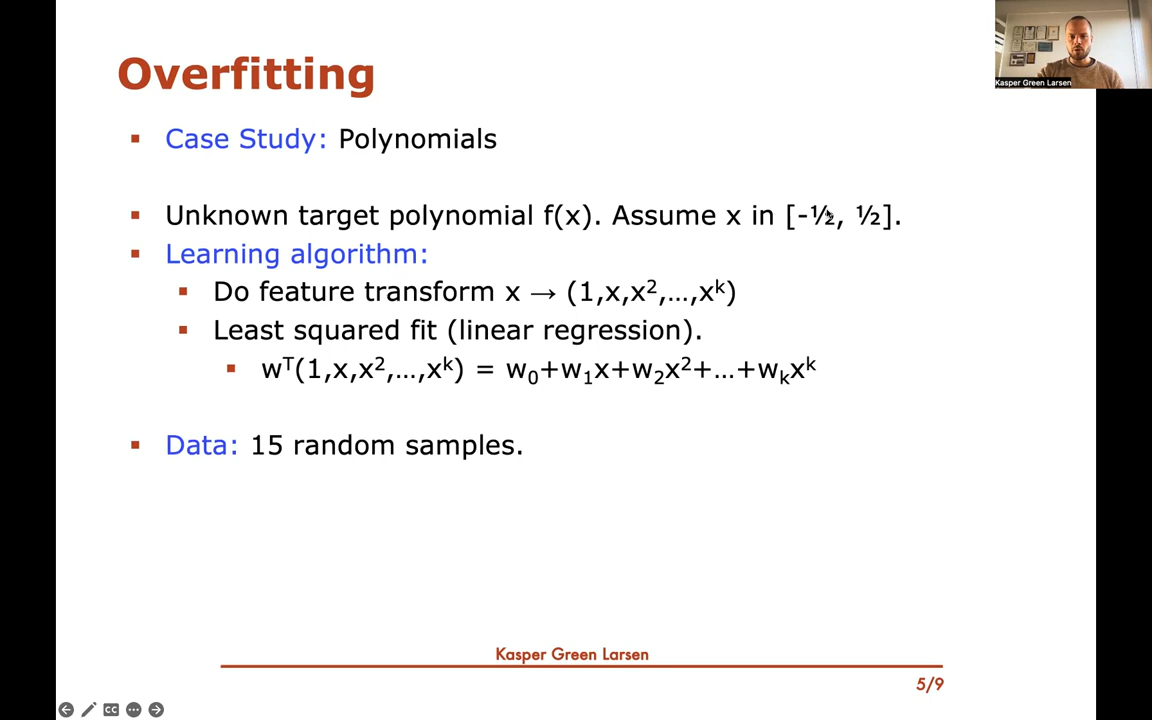 Overfitting
Kasper Green Larsen
▪ Case Study: Polynomials
▪ Unknown target polynomial f(x). Assume x in [-½, ½].
▪ Learning algorithm:
▪ Do feature transform x → (1,x,x²,…,xᵏ)
▪ Least squared fit (linear regression).
▪ wᵀ(1,x,x²,…,xᵏ) = w₀+w₁x+w₂x²+…+wₖxᵏ
▪ Data: 15 random samples.
Kasper Green Larsen
5/9
CC